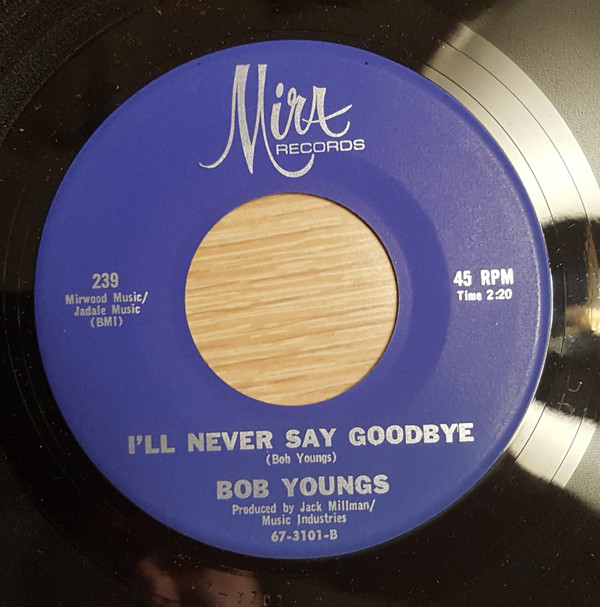 Mira
RECORDS
239
Mirwood Music/
Jadale Music
(BMI)
45 RPM
Time 2:20
I'LL NEVER SAY GOODBYE
(Bob Youngs)
BOB YOUNGS
Produced by Jack Millman/
Music Industries
67-3101-B